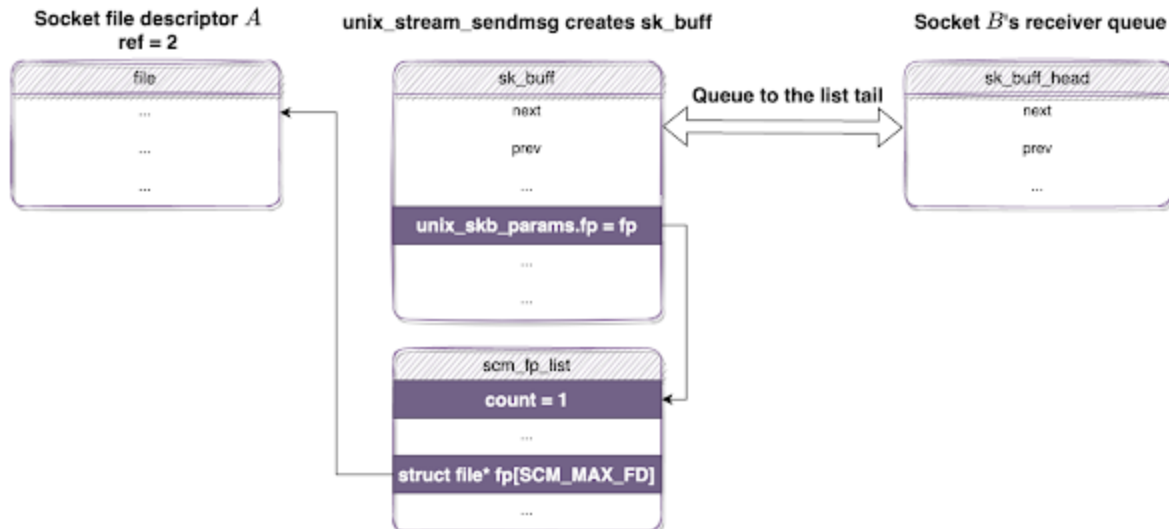 Socket file descriptor A
ref = 2
file
...
...
...
unix_stream_sendmsg creates sk_buff
sk_buff
next
prev
...
unix_skb_params.fp = fp
...
...
Queue to the list tail
Socket B's receiver queue
sk_buff_head
next
prev
...
scm_fp_list
count = 1
...
struct file* fp[SCM_MAX_FD]
...